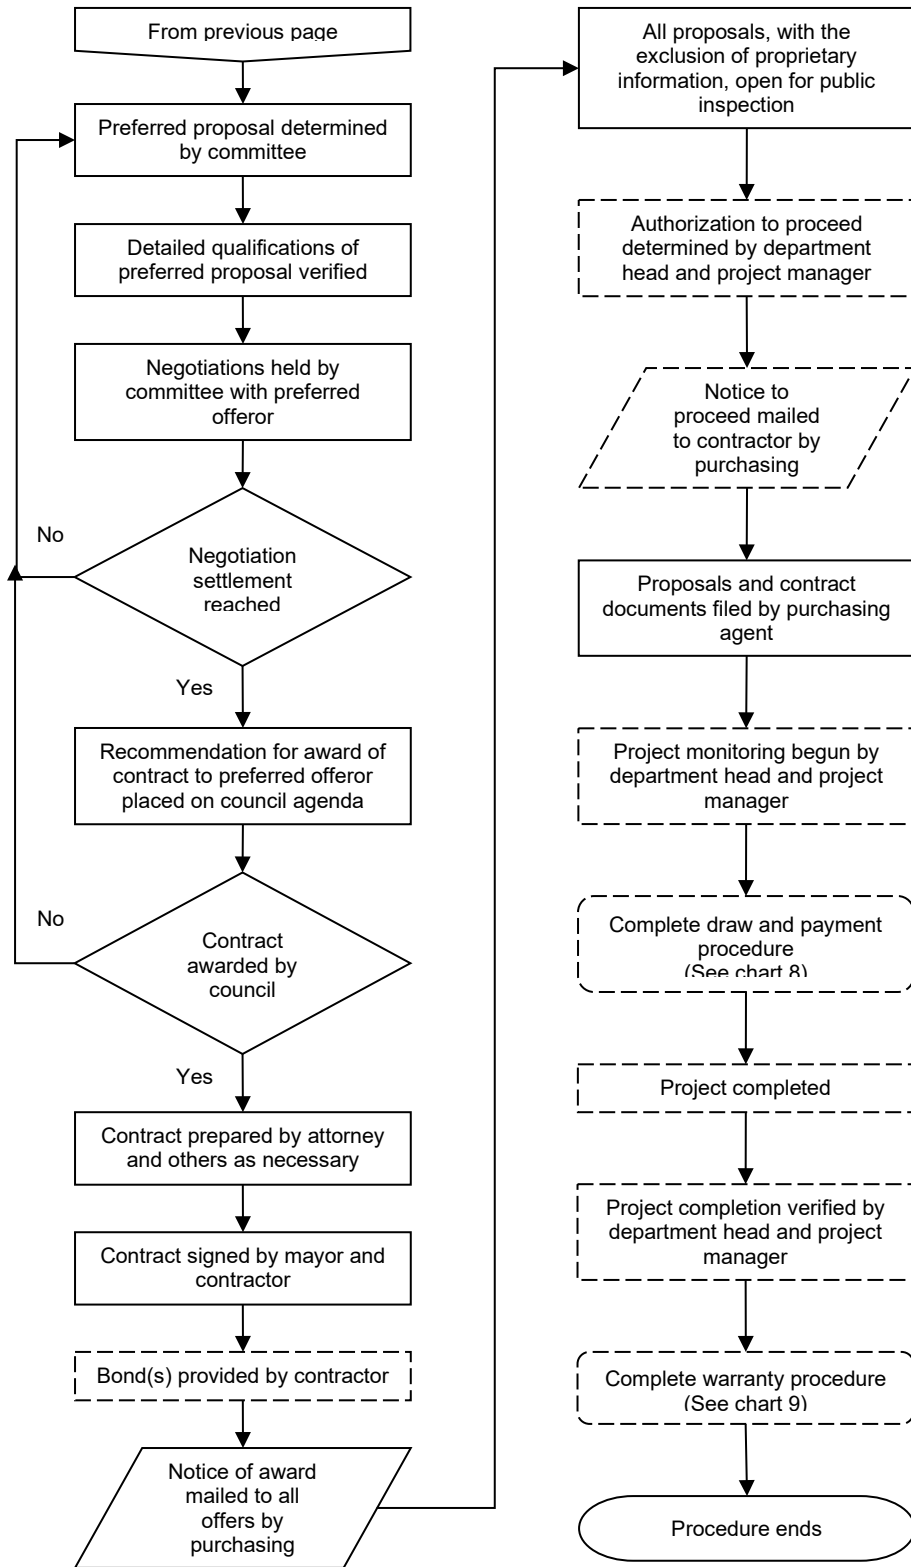 From previous page
Preferred proposal determined
by committee
Detailed qualifications of
preferred proposal verified
Negotiations held by
committee with preferred
offeror
No
Negotiation
settlement
reached
Yes
Recommendation for award of
contract to preferred offeror
placed on council agenda
No
Contract
awarded by
council
Yes
Contract prepared by attorney
and others as necessary
Contract signed by mayor and
contractor
Bond(s) provided by contractor
Notice of award
mailed to all
offers by
purchasing
All proposals, with the
exclusion of proprietary
information, open for public
inspection
Authorization to proceed
determined by department
head and project manager
Notice to
proceed mailed
to contractor by
purchasing
Proposals and contract
documents filed by purchasing
agent
Project monitoring begun by
department head and project
manager
Complete draw and payment
procedure
(See chart 8)
Project completed
Project completion verified by
department head and project
manager
Complete warranty procedure
(See chart 9)
Procedure ends